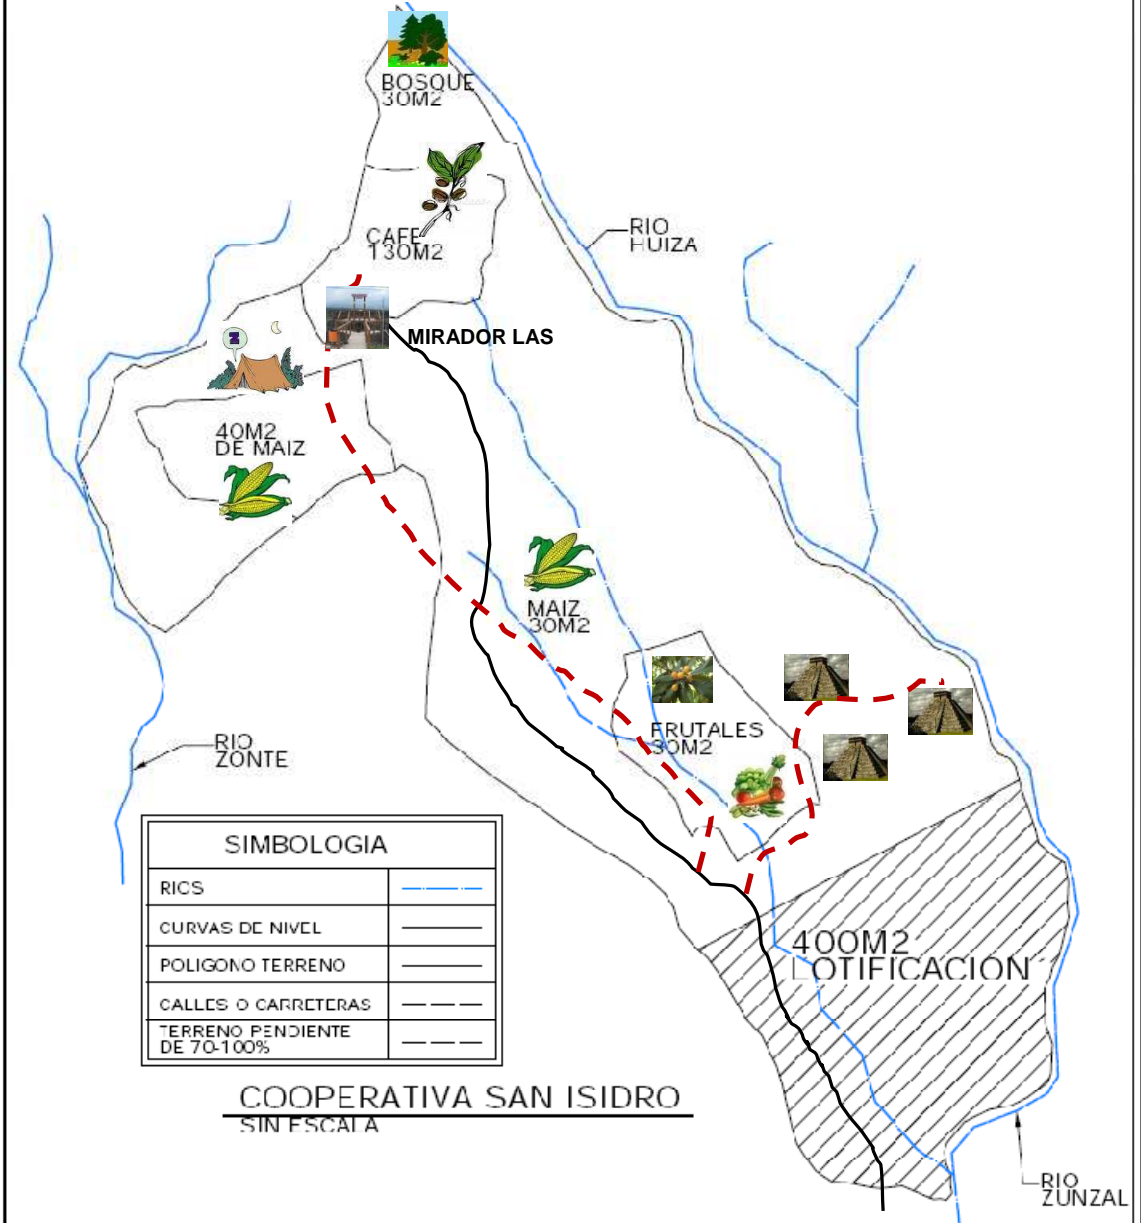 BOSQUE
30M2
CAFE
130M2
RIO
HUIZA
MIRADOR LAS
40M2
DE MAIZ
MAIZ
30M2
FRUTALES
30M2
RIO
ZONTE
SIMBOLOGIA
RICS
CURVAS DE NIVEL
POLIGONO TERRENO
CALLES O CARRETERAS
TERRENO PENDIENTE
DE 70-100%
400M2
LOTIFICACION
COOPERATIVA SAN ISIDRO
SIN ESCALA
RIO
ZUNZAL